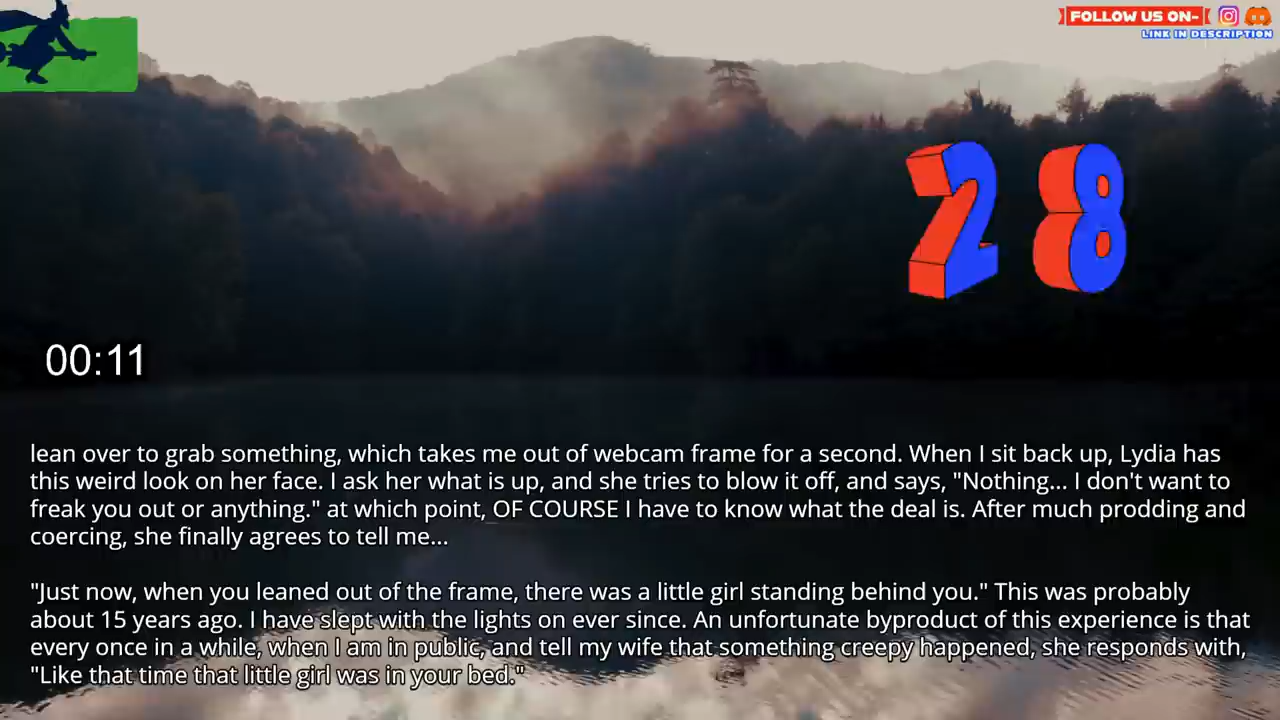 FOLLOW US ON-
LINK IN DESCRIPTION
28
00:11
lean over to grab something, which takes me out of webcam frame for a second. When I sit back up, Lydia has
this weird look on her face. I ask her what is up, and she tries to blow it off, and says, "Nothing... I don't want to
freak you out or anything." at which point, OF COURSE I have to know what the deal is. After much prodding and
coercing, she finally agrees to tell me...
"Just now, when you leaned out of the frame, there was a little girl standing behind you." This was probably
about 15 years ago. I have slept with the lights on ever since. An unfortunate byproduct of this experience is that
every once in a while, when I am in public, and tell my wife that something creepy happened, she responds with,
"Like that time that little girl was in your bed."